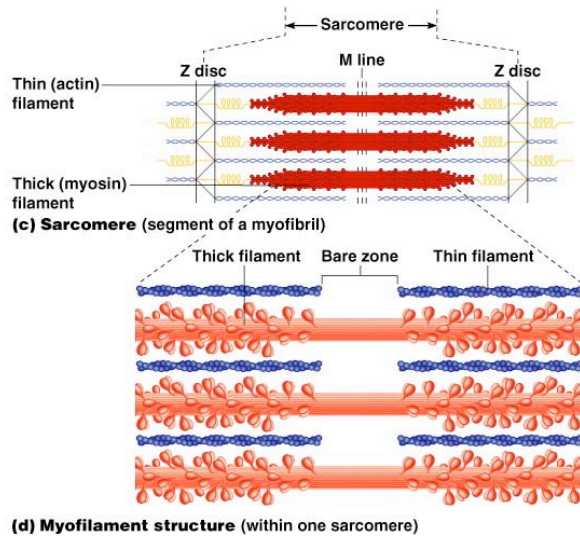 Sarcomere
M line
Z disc
Z disc
Thin (actin)
filament
Thick (myosin)
filament
(c) Sarcomere (segment of a myofibril)
Thick filament
Bare zone
Thin filament
(d) Myofilament structure (within one sarcomere)